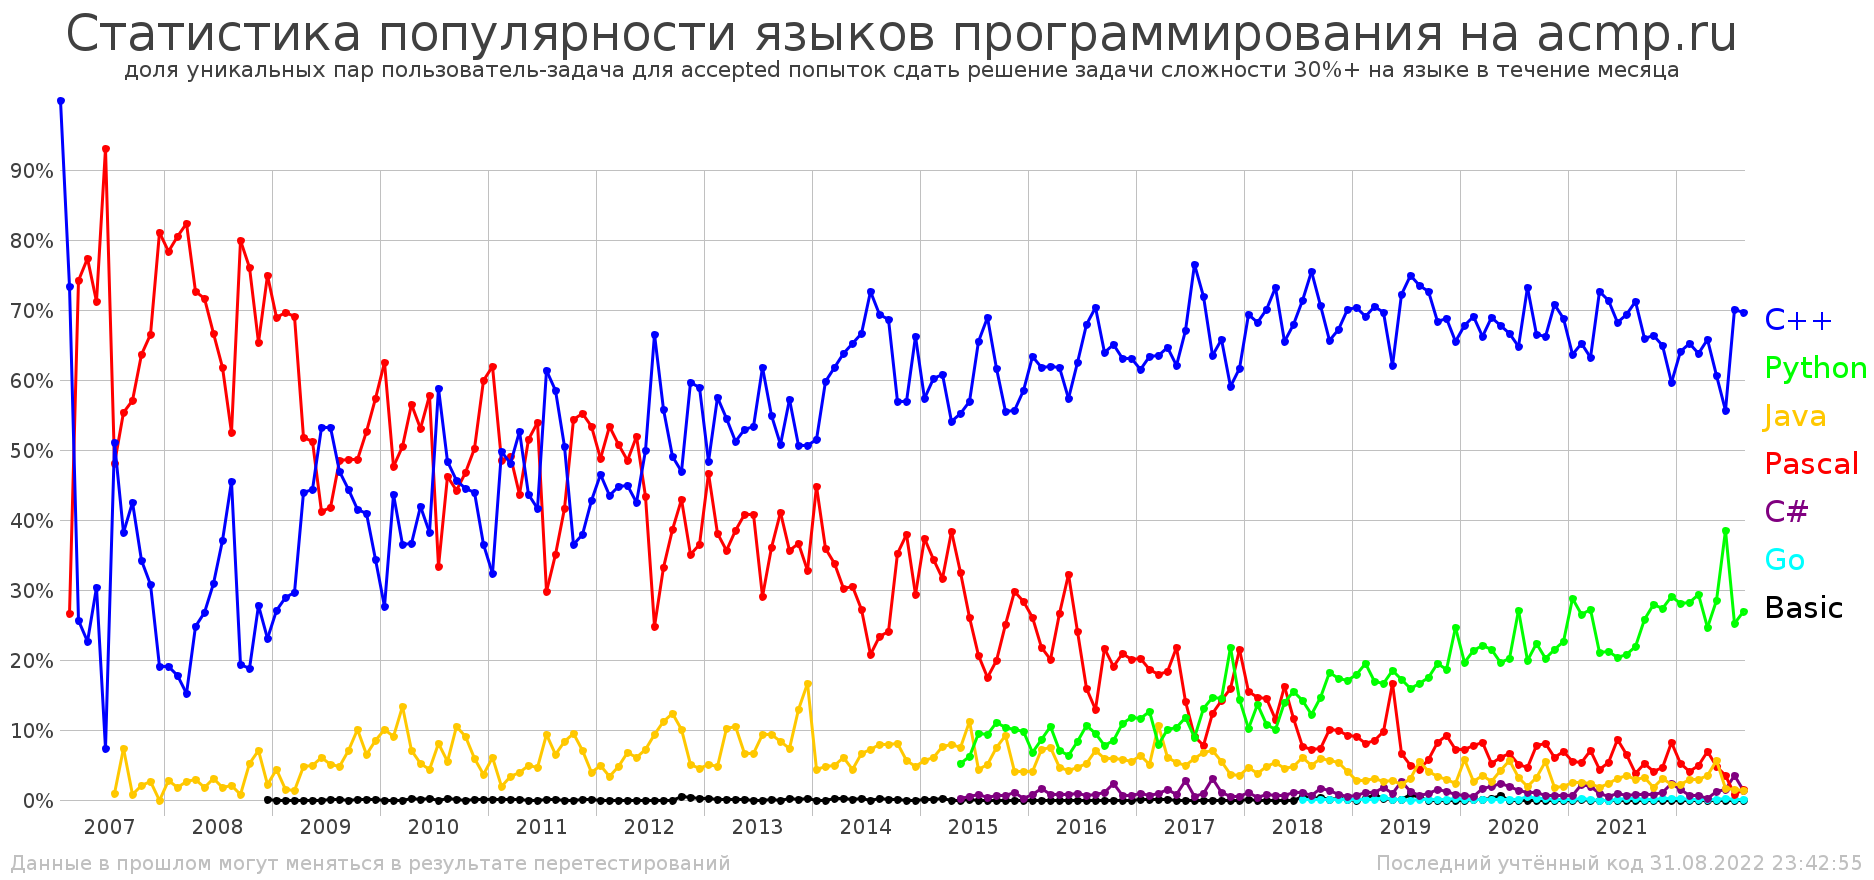 Статистика популярности языков программирования на acmp.ru
доля уникальных пар пользователь-задача для accepted попыток сдать решение задачи сложности 30%+ на языке в течение месяца
90%
80%
70%
60%
50%
40%
30%
20%
10%
0%
C++
Python
Java
Pascal
C#
Go
Basic
2007 2008 2009 2010 2011 2012 2013 2014 2015 2016 2017 2018 2019 2020 2021
Данные в прошлом могут меняться в результате перетестирований
Последний учтённый код 31.08.2022 23:42:55